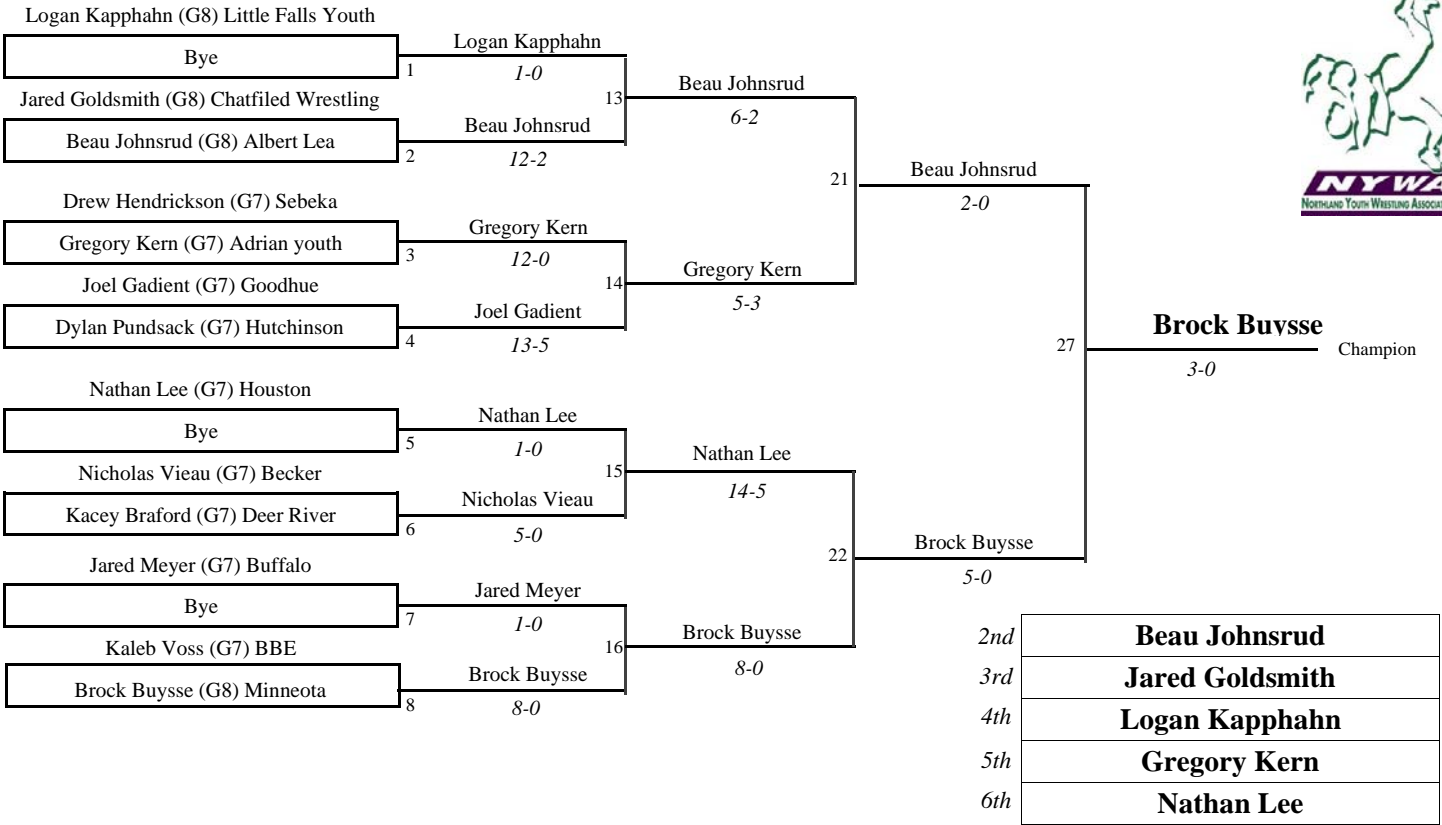 Logan Kapphahn (G8) Little Falls Youth
Bye
1
Logan Kapphahn
1-0
Jared Goldsmith (G8) Chatfiled Wrestling
Beau Johnsrud (G8) Albert Lea
2
Beau Johnsrud
12-2
13
Beau Johnsrud
6-2
Drew Hendrickson (G7) Sebeka
Gregory Kern (G7) Adrian youth
3
Gregory Kern
12-0
Joel Gadient (G7) Goodhue
Dylan Pundsack (G7) Hutchinson
4
Joel Gadient
13-5
14
Gregory Kern
5-3
21
Beau Johnsrud
2-0
Nathan Lee (G7) Houston
Bye
5
Nathan Lee
1-0
Nicholas Vieau (G7) Becker
Kacey Braford (G7) Deer River
6
Nicholas Vieau
5-0
15
Nathan Lee
14-5
Jared Meyer (G7) Buffalo
Bye
7
Jared Meyer
1-0
Kaleb Voss (G7) BBE
Brock Buysse (G8) Minneota
8
Brock Buysse
8-0
16
Brock Buysse
8-0
22
Brock Buysse
5-0
27
Brock Buysse
3-0
Champion
NYWA
NORTHLAND YOUTH WRESTLING
2nd Beau Johnsrud
3rd Jared Goldsmith
4th Logan Kapphahn
5th Gregory Kern
6th Nathan Lee